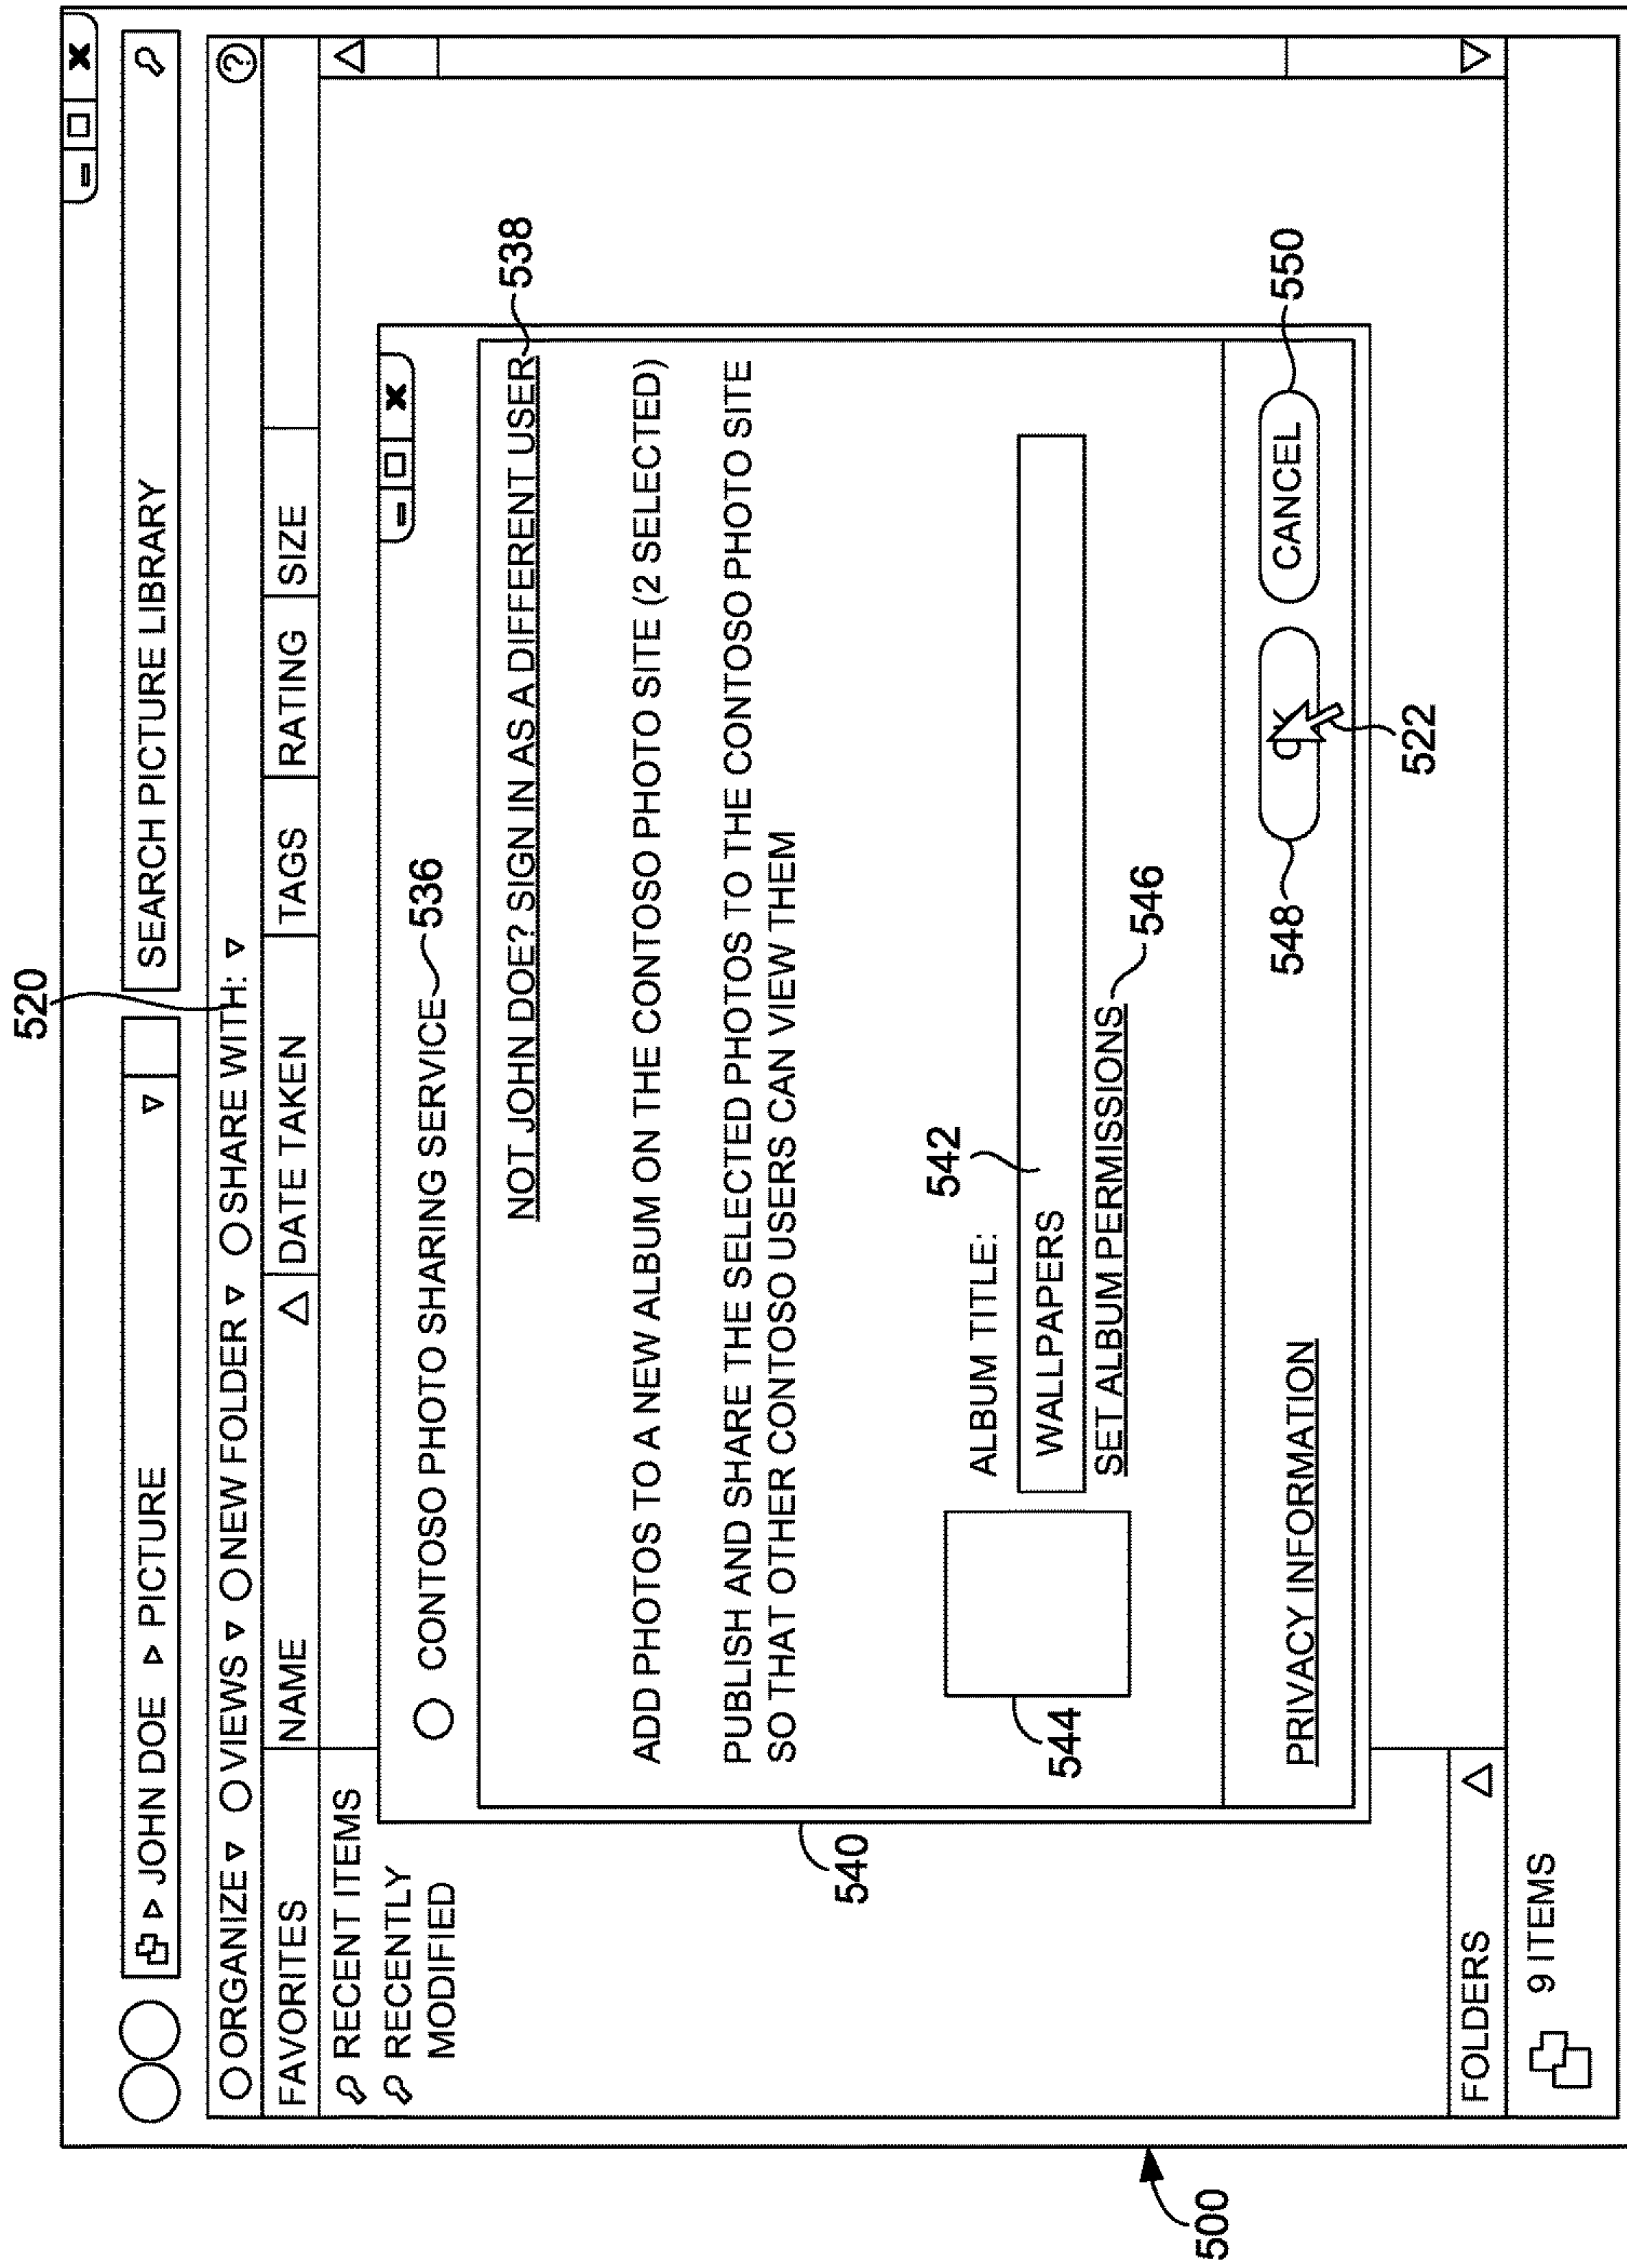 520
JOHN DOE PICTURE
SEARCH PICTURE LIBRARY
ORGANIZE VIEWS NEW FOLDER SHARE WITH: ?
FAVORITES NAME DATE TAKEN TAGS RATING SIZE
RECENT ITEMS
RECENTLY
MODIFIED
CONTOSO PHOTO SHARING SERVICE 536
NOT JOHN DOE? SIGN IN AS A DIFFERENT USER 538
ADD PHOTOS TO A NEW ALBUM ON THE CONTOSO PHOTO SITE (2 SELECTED)
PUBLISH AND SHARE THE SELECTED PHOTOS TO THE CONTOSO PHOTO SITE
SO THAT OTHER CONTOSO USERS CAN VIEW THEM
540
542
ALBUM TITLE:
WALLPAPERS
544
SET ALBUM PERMISSIONS 546
PRIVACY INFORMATION
548
OK
CANCEL
550
522
FOLDERS
9 ITEMS
500